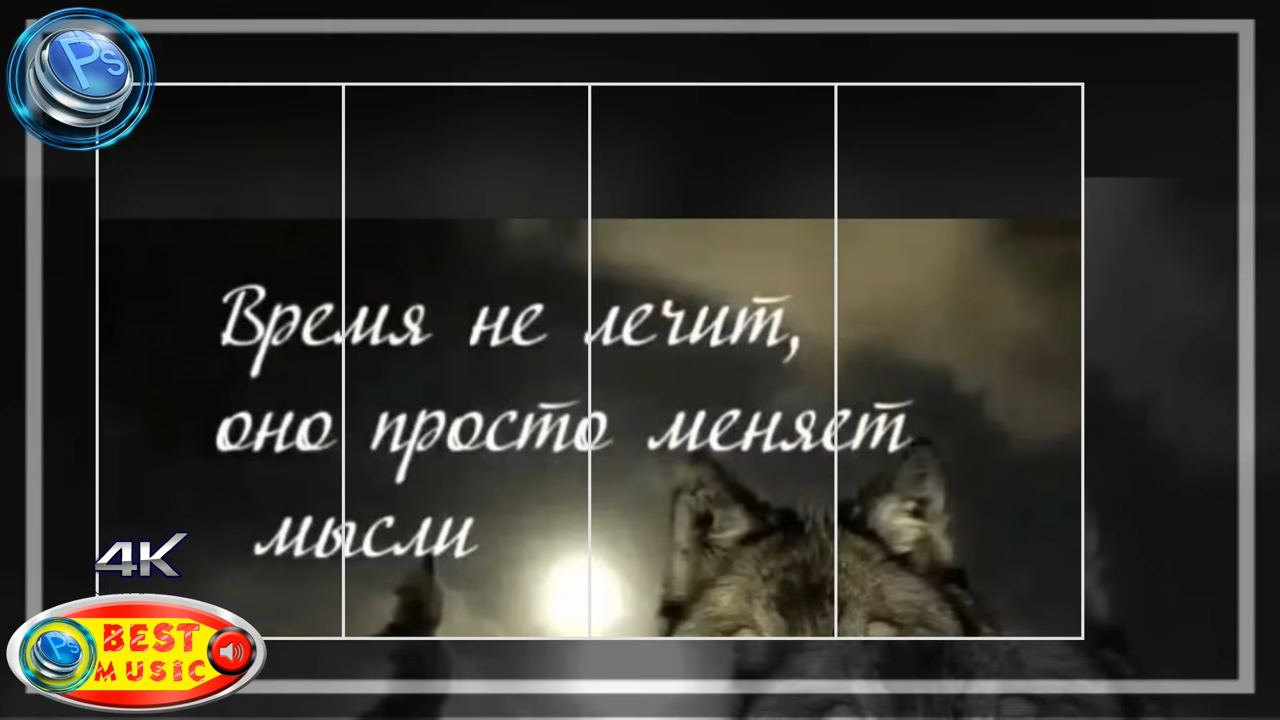 Ps
Время не лечит,
оно просто меняет
мысли
4K
Ps
BEST
MUSIC